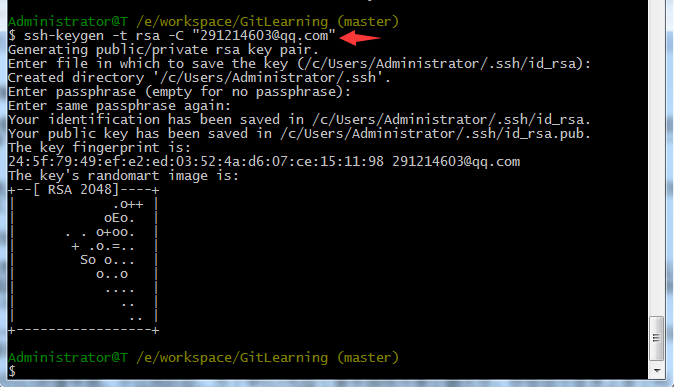 Administrator@T /e/workspace/GitLearning (master)
$ ssh-keygen -t rsa -C "291214603@qq.com"
Generating public/private rsa key pair.
Enter file in which to save the key (/c/Users/Administrator/.ssh/id_rsa):
Created directory '/c/Users/Administrator/.ssh'.
Enter passphrase (empty for no passphrase):
Enter same passphrase again:
Your identification has been saved in /c/Users/Administrator/.ssh/id_rsa.
Your public key has been saved in /c/Users/Administrator/.ssh/id_rsa.pub.
The key fingerprint is:
24:5f:79:49:ef:e2:ed:03:52:4a:d6:07:ce:15:11:98 291214603@qq.com
The key's randomart image is:
+--[ RSA 2048]----+
|            .o++ |
|           oEo.  |
|      . . o+oo.  |
|       + .o.=..  |
|        So o...  |
|          o..o   |
|           ....  |
|             ..  |
|              .. |
+-----------------+
Administrator@T /e/workspace/GitLearning (master)
$